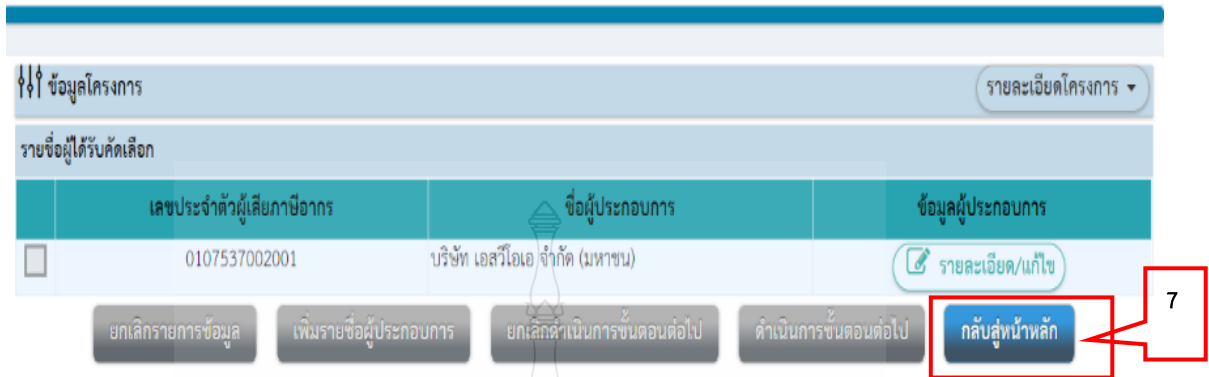 ข้อมูลโครงการ
รายละเอียดโครงการ
รายชื่อผู้ได้รับคัดเลือก
เลขประจำตัวผู้เสียภาษีอากร ชื่อผู้ประกอบการ ข้อมูลผู้ประกอบการ
0107537002001 บริษัท เอสวีโอเอ จำกัด (มหาชน) รายละเอียด/แก้ไข
ยกเลิกรายการข้อมูล เพิ่มรายชื่อผู้ประกอบการ ยกเลิกดำเนินการขั้นตอนต่อไป ดำเนินการขั้นตอนต่อไป กลับสู่หน้าหลัก
7